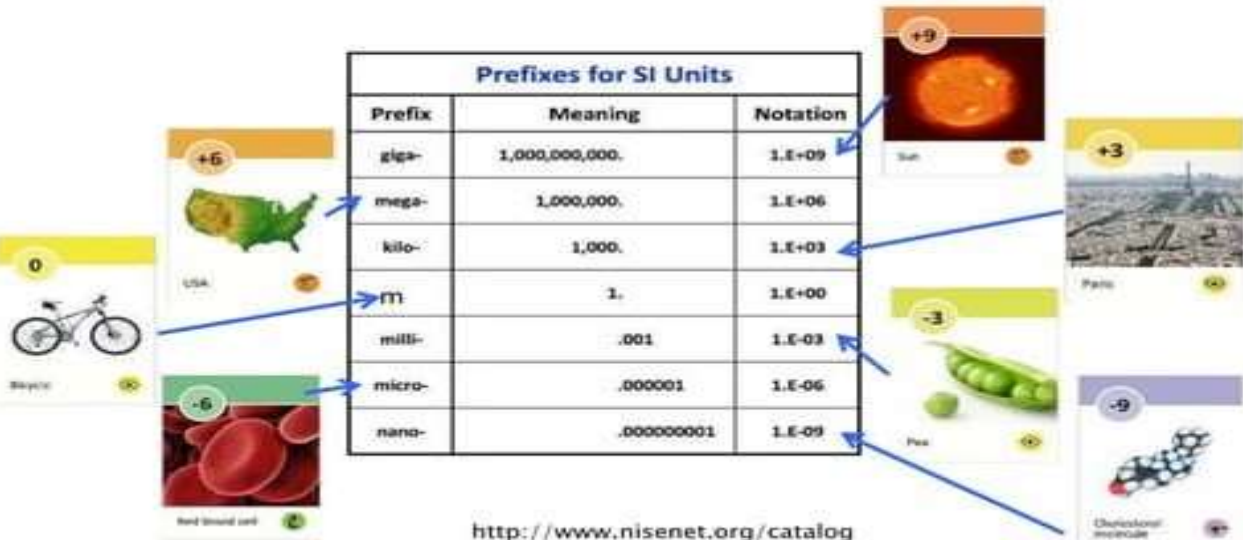 Prefixes for SI Units
Prefix Meaning Notation
giga- 1,000,000,000. 1.E+09
mega- 1,000,000. 1.E+06
kilo- 1,000. 1.E+03
m 1. 1.E+00
milli- .001 1.E-03
micro- .000001 1.E-06
nano- .000000001 1.E-09
+9
Sun
+6
USA
+3
Paris
0
Bicycle
-3
Pea
-6
Red blood cell
-9
Cholesterol
molecule
http://www.nisenet.org/catalog